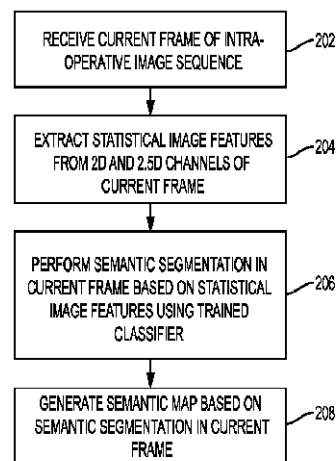 RECEIVE CURRENT FRAME OF INTRA-
OPERATIVE IMAGE SEQUENCE
202
EXTRACT STATISTICAL IMAGE FEATURES
FROM 2D AND 2.5D CHANNELS OF
CURRENT FRAME
204
PERFORM SEMANTIC SEGMENTATION IN
CURRENT FRAME BASED ON STATISTICAL
IMAGE FEATURES USING TRAINED
CLASSIFIER
206
GENERATE SEMANTIC MAP BASED ON
SEMANTIC SEGMENTATION IN CURRENT
FRAME
208